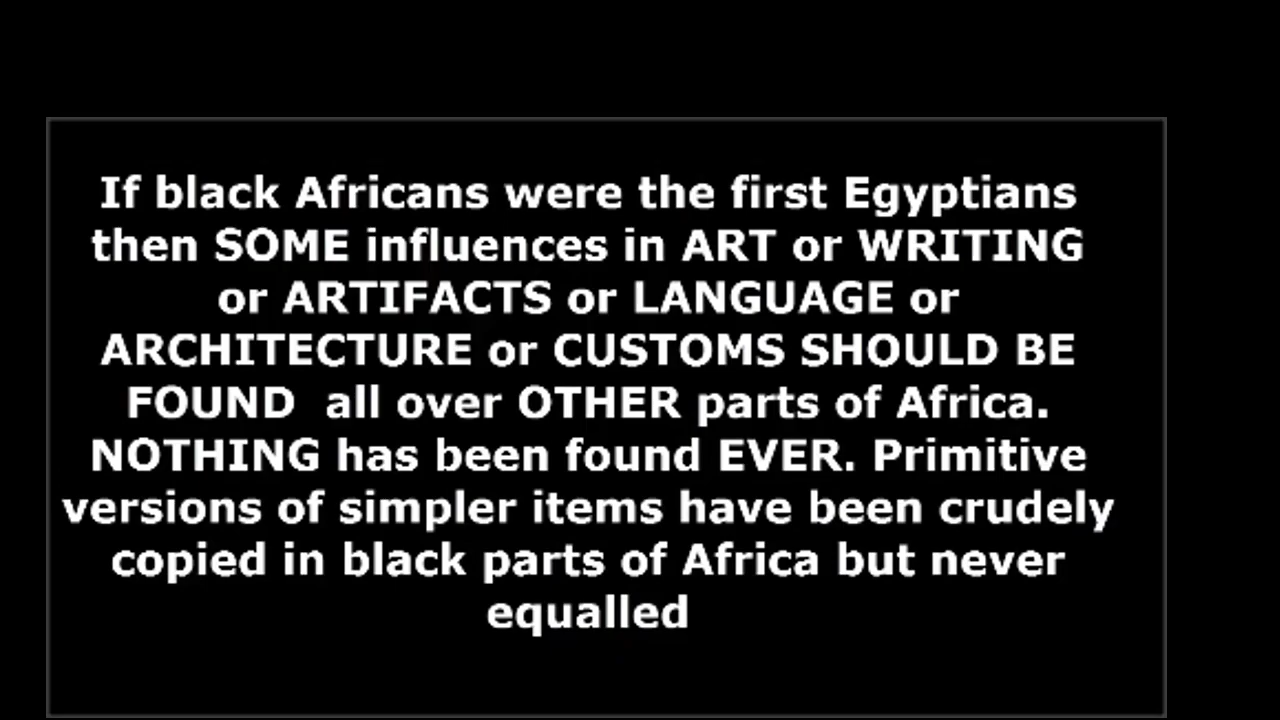 If black Africans were the first Egyptians
then SOME influences in ART or WRITING
or ARTIFACTS or LANGUAGE or
ARCHITECTURE or CUSTOMS SHOULD BE
FOUND  all over OTHER parts of Africa.
NOTHING has been found EVER. Primitive
versions of simpler items have been crudely
copied in black parts of Africa but never
equalled